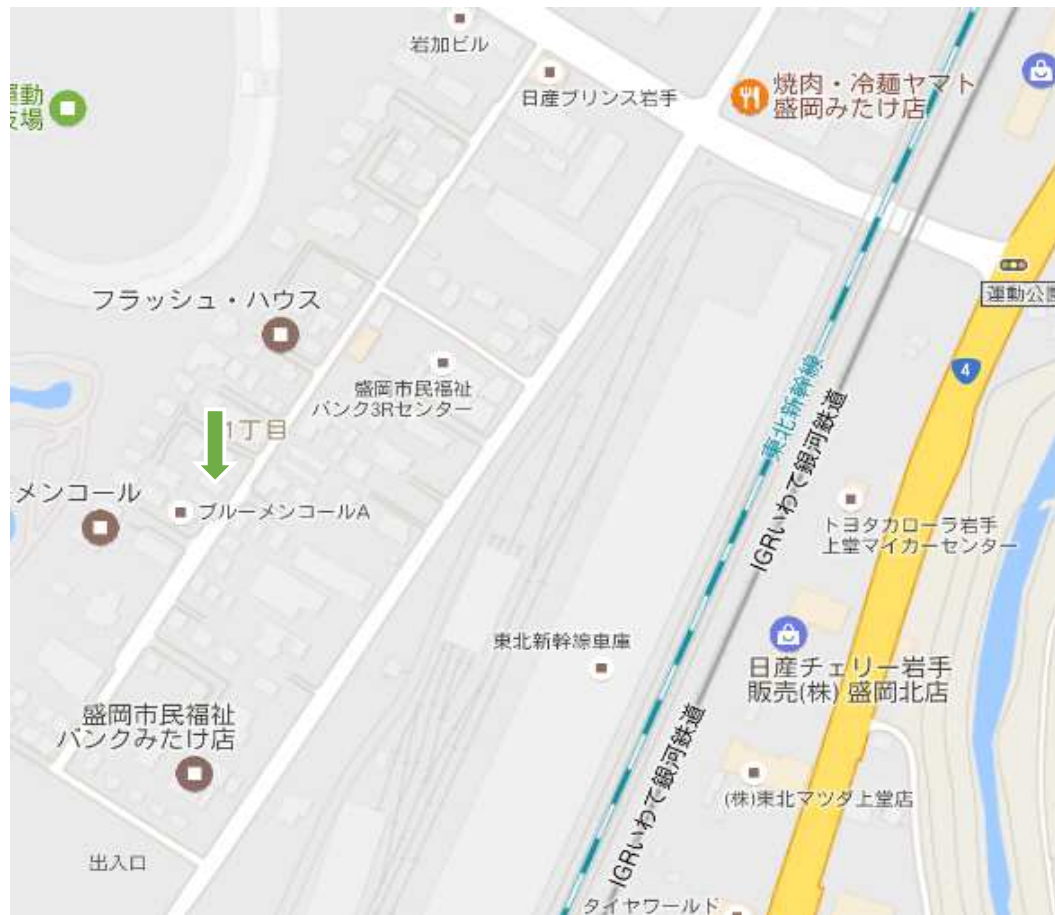 岩加ビル
日産プリンス岩手
焼肉・冷麺ヤマト
盛岡みたけ店
運動公園
フラッシュ・ハウス
盛岡市民福祉
バンク3Rセンター
4
東北新幹線
IGRいわて銀河鉄道
1丁目
メンコール
ブルーメンコールA
トヨタカローラ岩手
上堂マイカーセンター
東北新幹線車庫
日産チェリー岩手
販売(株) 盛岡北店
盛岡市民福祉
バンクみたけ店
IGRいわて銀河鉄道
(株)東北マツダ上堂店
出入口
タイヤワールド